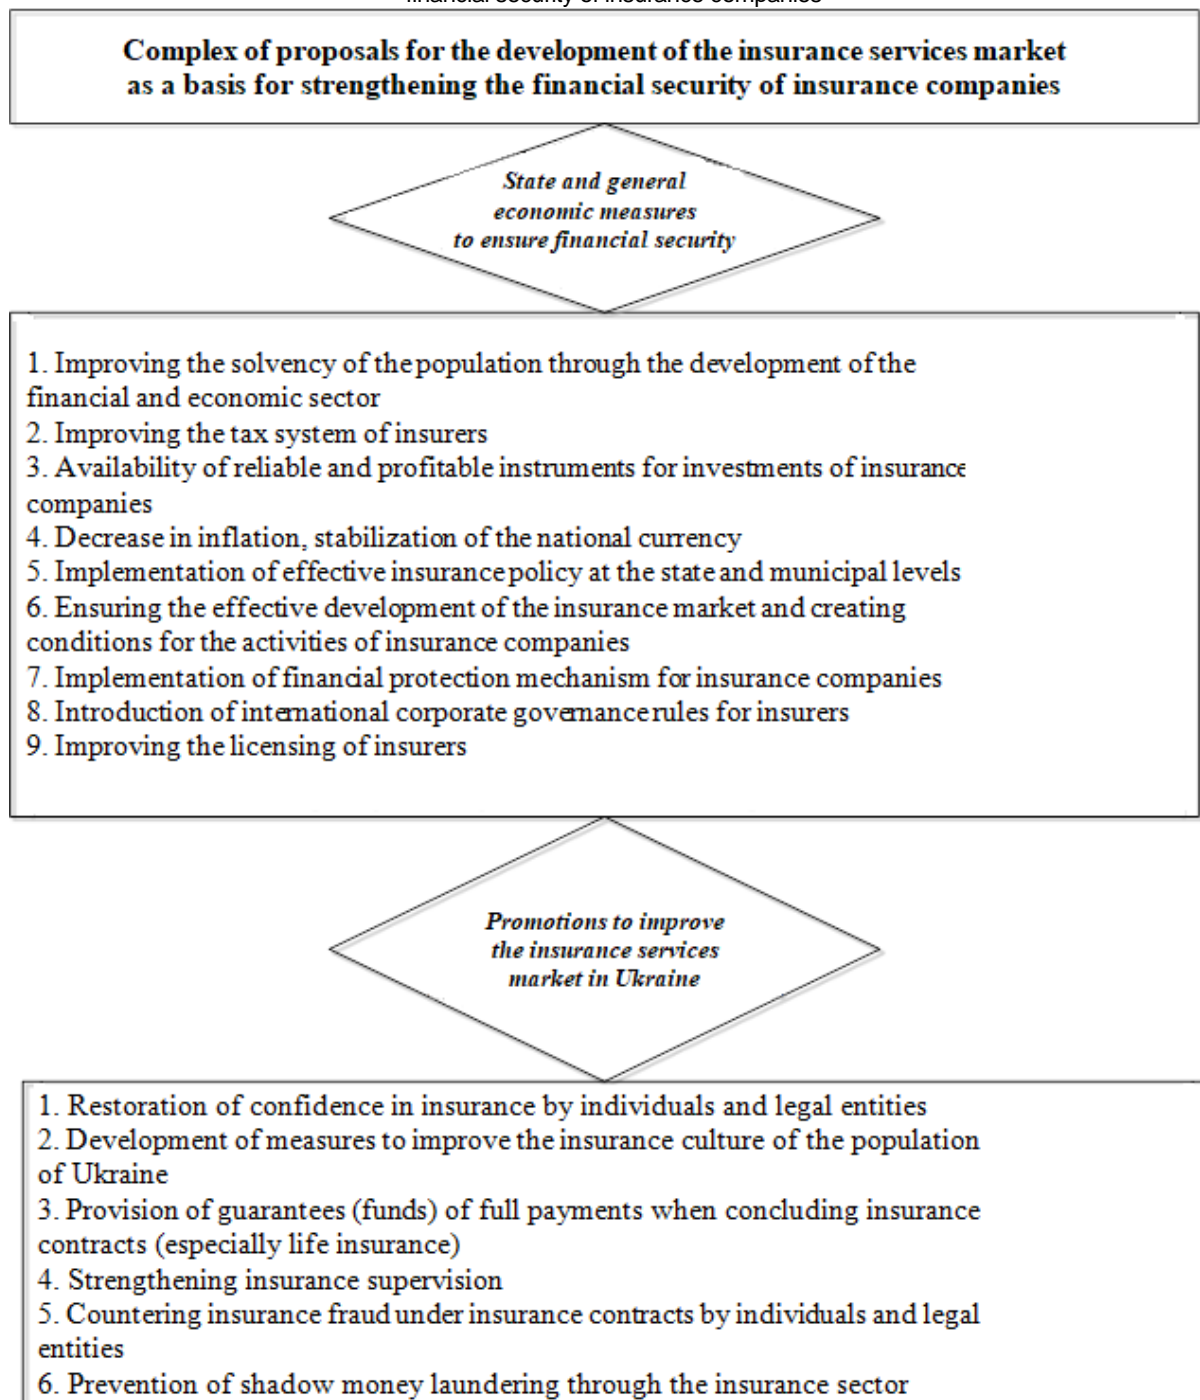 financial security of insurance companies
Complex of proposals for the development of the insurance services market
as a basis for strengthening the financial security of insurance companies
State and general
economic measures
to ensure financial security
1. Improving the solvency of the population through the development of the
financial and economic sector
2. Improving the tax system of insurers
3. Availability of reliable and profitable instruments for investments of insurance
companies
4. Decrease in inflation, stabilization of the national currency
5. Implementation of effective insurance policy at the state and municipal levels
6. Ensuring the effective development of the insurance market and creating
conditions for the activities of insurance companies
7. Implementation of financial protection mechanism for insurance companies
8. Introduction of international corporate governance rules for insurers
9. Improving the licensing of insurers
Promotions to improve
the insurance services
market in Ukraine
1. Restoration of confidence in insurance by individuals and legal entities
2. Development of measures to improve the insurance culture of the population
of Ukraine
3. Provision of guarantees (funds) of full payments when concluding insurance
contracts (especially life insurance)
4. Strengthening insurance supervision
5. Countering insurance fraud under insurance contracts by individuals and legal
entities
6. Prevention of shadow money laundering through the insurance sector